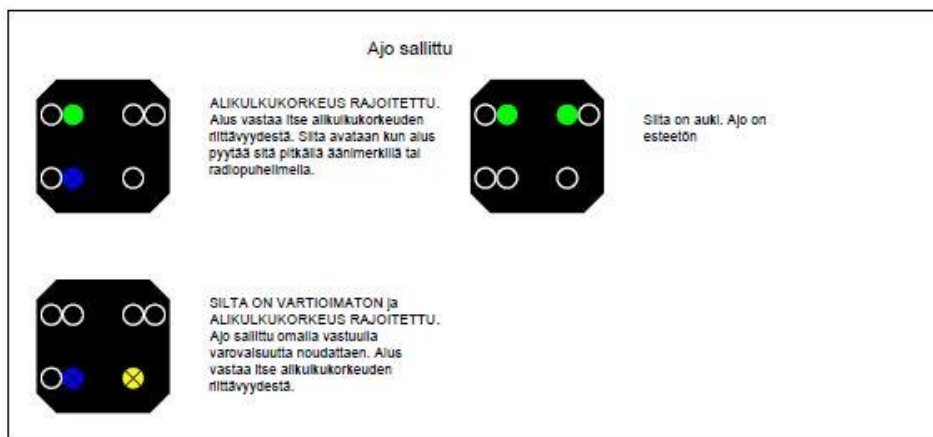 Ajo sallittu
ALIKULKUKORKEUS RAJOITETTU.
Alus vastaa itse alikulkukorkeuden
riittävyydestä. Silta avataan kun alus
pyytää sitä pitkällä äänimerkillä tai
radiopuhelimella.
Silta on auki. Ajo on
esteetön
SILTA ON VARTIOIMATON ja
ALIKULKUKORKEUS RAJOITETTU.
Ajo sallittu omalla vastuulla
varovaisuutta noudattaen. Alus
vastaa itse alikulkukorkeuden
riittävyydestä.